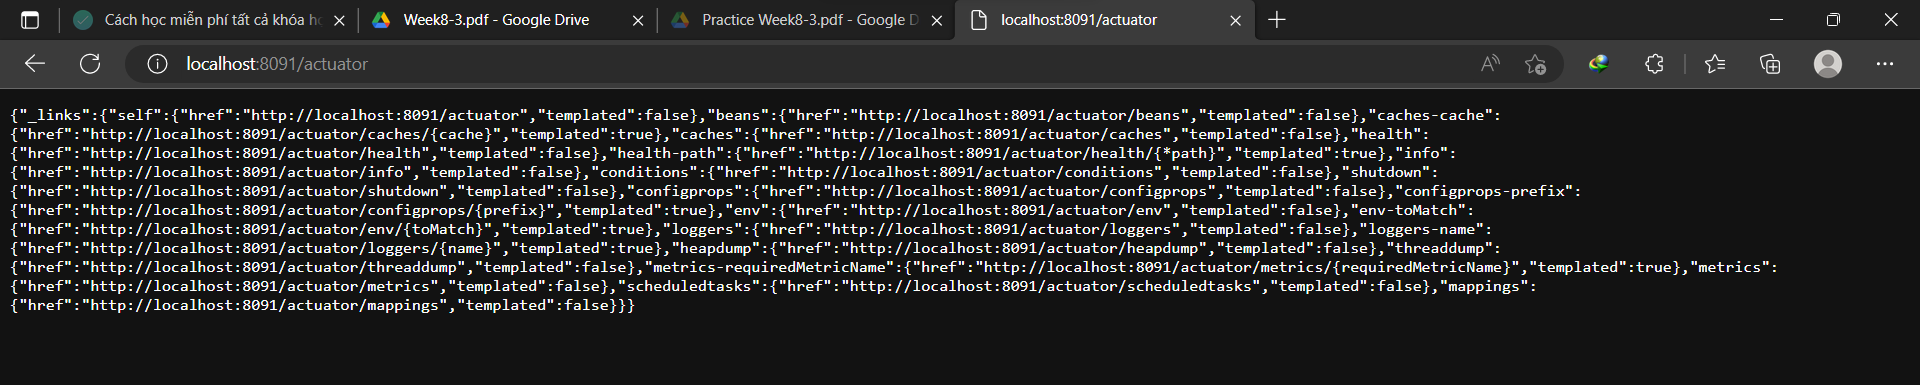 Cách học miễn phí tất cả khóa h
Week8-3.pdf - Google Drive
Practice Week8-3.pdf - Google D
localhost:8091/actuator
localhost:8091/actuator
{"_links":{"self":{"href":"http://localhost:8091/actuator","templated":false},"beans":{"href":"http://localhost:8091/actuator/beans","templated":false},"caches-cache":
{"href":"http://localhost:8091/actuator/caches/{cache}","templated":true},"caches":{"href":"http://localhost:8091/actuator/caches","templated":false},"health":
{"href":"http://localhost:8091/actuator/health","templated":false},"health-path":{"href":"http://localhost:8091/actuator/health/{*path}","templated":true},"info":
{"href":"http://localhost:8091/actuator/info","templated":false},"conditions":{"href":"http://localhost:8091/actuator/conditions","templated":false},"shutdown":
{"href":"http://localhost:8091/actuator/shutdown","templated":false},"configprops":{"href":"http://localhost:8091/actuator/configprops","templated":false},"configprops-prefix":
{"href":"http://localhost:8091/actuator/configprops/{prefix}","templated":true},"env":{"href":"http://localhost:8091/actuator/env","templated":false},"env-toMatch":
{"href":"http://localhost:8091/actuator/env/{toMatch}","templated":true},"loggers":{"href":"http://localhost:8091/actuator/loggers","templated":false},"loggers-name":
{"href":"http://localhost:8091/actuator/loggers/{name}","templated":true},"heapdump":{"href":"http://localhost:8091/actuator/heapdump","templated":false},"threaddump":
{"href":"http://localhost:8091/actuator/threaddump","templated":false},"metrics-requiredMetricName":{"href":"http://localhost:8091/actuator/metrics/{requiredMetricName}","templated":true},"metrics":
{"href":"http://localhost:8091/actuator/metrics","templated":false},"scheduledtasks":{"href":"http://localhost:8091/actuator/scheduledtasks","templated":false},"mappings":
{"href":"http://localhost:8091/actuator/mappings","templated":false}}}